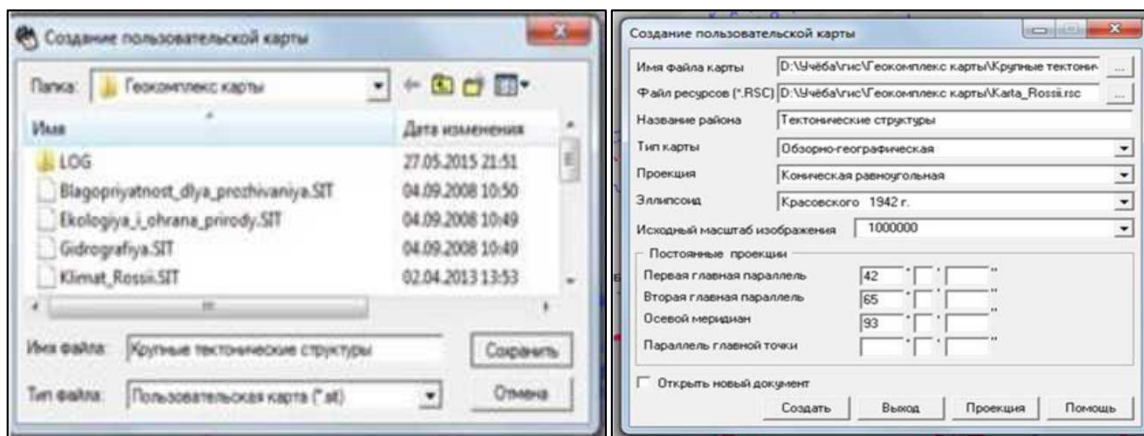 Создание пользовательской карты
Папка: Геокомплекс карты
Имя Дата изменения
LOG 27.05.2015 21:51
Blagopriyatnost_dlya_prozhivaniya.SIT 04.09.2008 10:50
Ekologiya_i_ohrana_prirody.SIT 04.09.2008 10:49
Gidrografiya.SIT 04.09.2008 10:49
Klimat_Rossii.SIT 02.04.2013 13:53
Имя файла: Крупные тектонические структуры Сохранить
Тип файла: Пользовательская карта (*.sit) Отмена
Создание пользовательской карты
Имя файла карты D:\Учёба\гис\Геокомплекс карты\Крупные тектони ...
Файл ресурсов (*.RSC) D:\Учёба\гис\Геокомплекс карты\Karta_Rossii.rsc ...
Название района Тектонические структуры
Тип карты Обзорно-географическая
Проекция Коническая равноугольная
Эллипсоид Красовского 1942 г.
Исходный масштаб изображения 1000000
Постоянные проекции
Первая главная параллель 42 ° ' "
Вторая главная параллель 65 ° ' "
Осевой меридиан 93 ° ' "
Параллель главной точки ° ' "
Открыть новый документ
Создать Выход Проекция Помощь